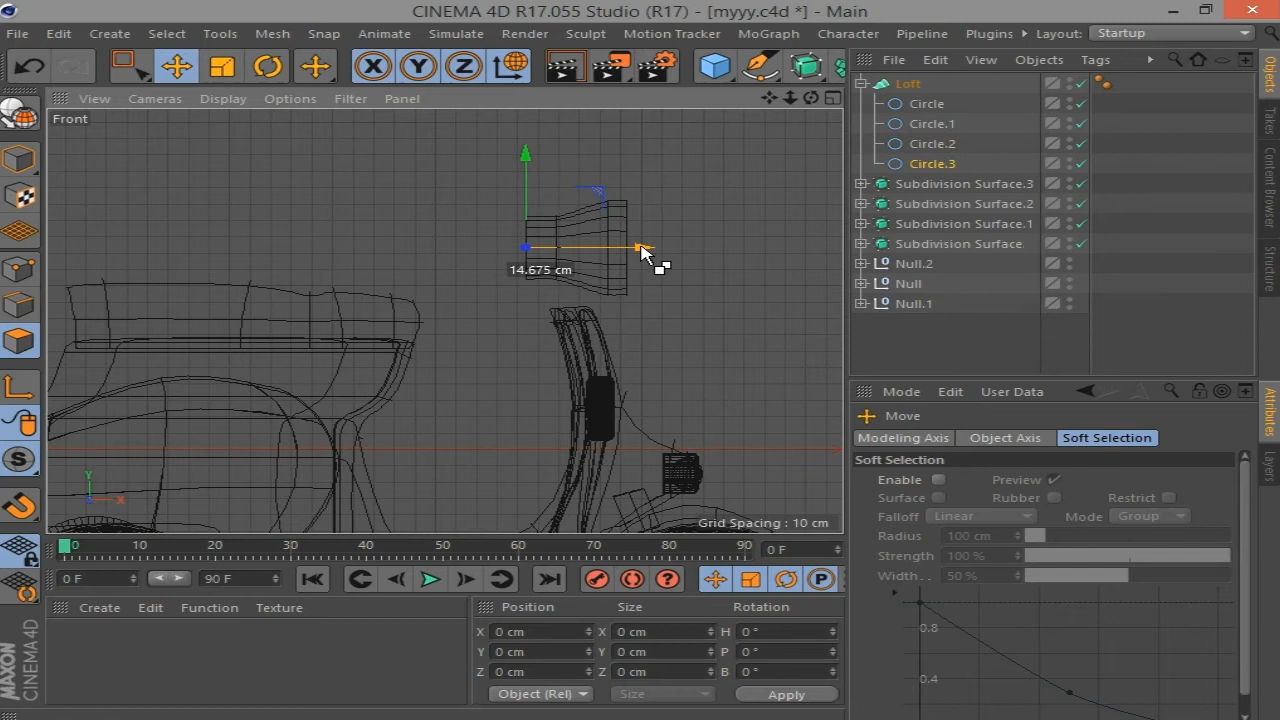 CINEMA 4D R17.055 Studio (R17) - [myyy.c4d *] - Main
File Edit Create Select Tools Mesh Snap Animate Simulate Render Sculpt Motion Tracker MoGraph Character Pipeline Plugins Layout: Startup
X Y Z
File Edit View Objects Tags
View Cameras Display Options Filter Panel
Front
Loft
Circle
Circle.1
Circle.2
Circle.3
Subdivision Surface.3
Subdivision Surface.2
Subdivision Surface.1
Subdivision Surface
Null.2
Null
Null.1
14.675 cm
Y
X
Grid Spacing : 10 cm
Objects
Takes
Content Browser
Structure
Attributes
Layers
Mode Edit User Data
Move
Modeling Axis Object Axis Soft Selection
Soft Selection
Enable Preview
Surface Rubber Restrict
Falloff Linear Mode Group
Radius 100 cm
Strength 100 %
Width . . 50 %
0.8
0.4
S
0 10 20 30 40 50 60 70 80 90 0 F
0 F 90 F ? P
Create Edit Function Texture
Position Size Rotation
X 0 cm X 0 cm H 0 °
Y 0 cm Y 0 cm P 0 °
Z 0 cm Z 0 cm B 0 °
Object (Rel) Size Apply
MAXON
CINEMA 4D